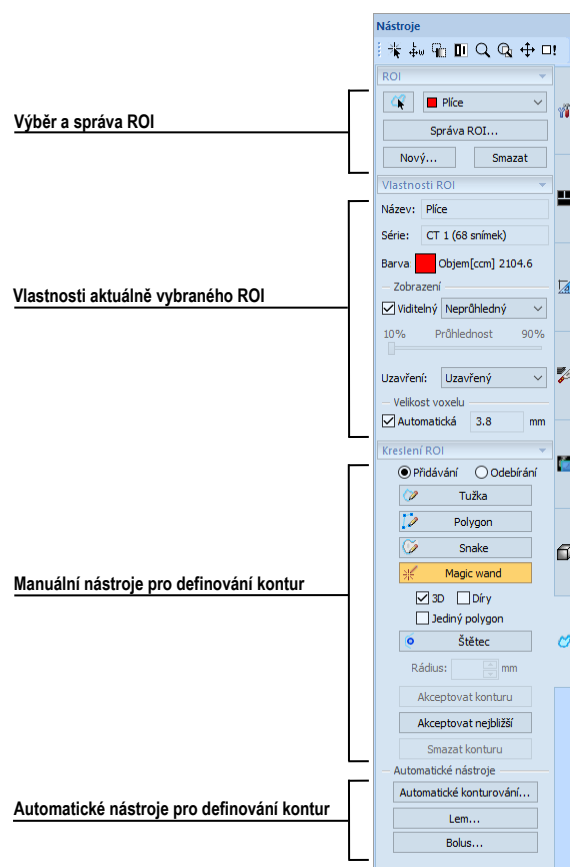 Nástroje
ROI
Plíce
Výběr a správa ROI
Správa ROI...
Nový... Smazat
Vlastnosti ROI
Název: Plíce
Série: CT 1 (68 snímek)
Barva Objem[ccm] 2104.6
Zobrazení
Vlastnosti aktuálně vybraného ROI
Viditelný Neprůhledný
10% Průhlednost 90%
Uzavření: Uzavřený
Velikost voxelu
Automatická 3.8 mm
Kreslení ROI
Přidávání Odebírání
Tužka
Polygon
Snake
Magic wand
Manuální nástroje pro definování kontur
3D Díry
Jediný polygon
Štětec
Rádius: mm
Akceptovat konturu
Akceptovat nejbližší
Smazat konturu
Automatické nástroje
Automatické konturování...
Automatické nástroje pro definování kontur
Lem...
Bolus...